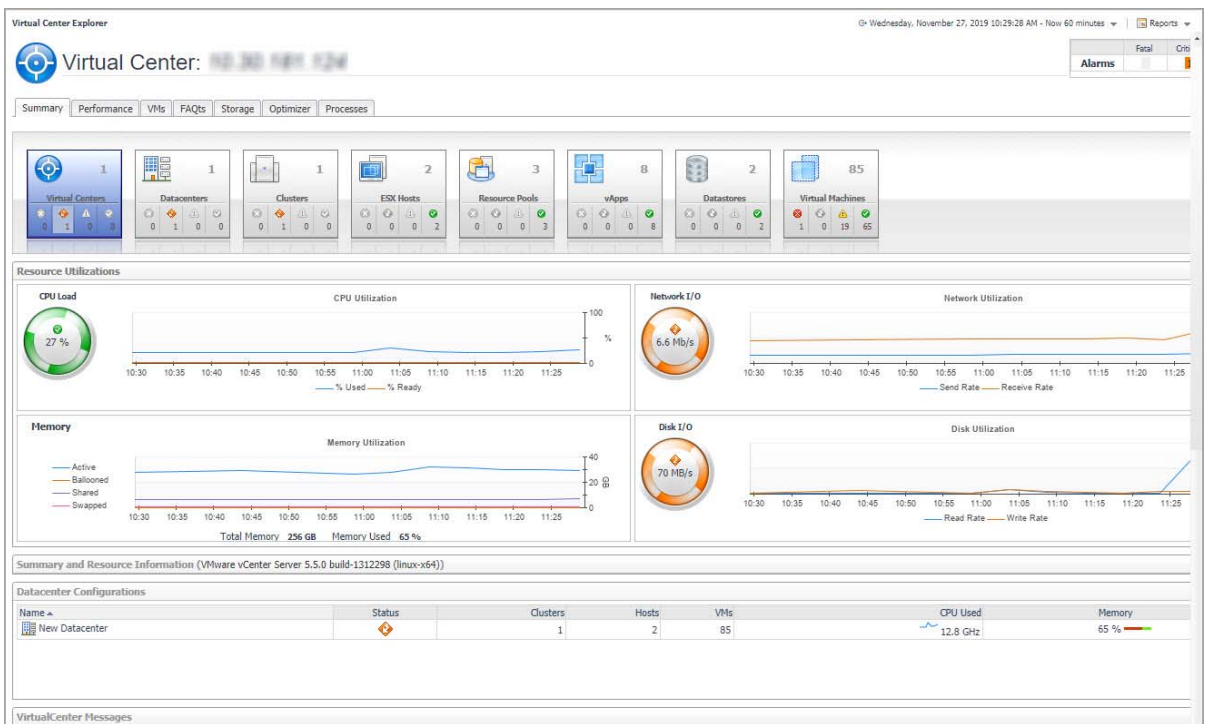 Virtual Center Explorer
Wednesday, November 27, 2019 10:29:28 AM - Now 60 minutes
Reports
Virtual Center:
Fatal
Alarms
Summary Performance VMs FAQts Storage Optimizer Processes
1 1 1 2 3 8 2 85
Virtual Centers Datacenters Clusters ESX Hosts Resource Pools vApps Datastores Virtual Machines
0 1 0 0 0 1 0 0 0 1 0 0 0 0 0 2 0 0 0 3 0 0 0 8 0 0 0 2 1 0 19 65
Resource Utilizations
CPU Load
27 %
CPU Utilization
100
%
0
10:30 10:35 10:40 10:45 10:50 10:55 11:00 11:05 11:10 11:15 11:20 11:25
% Used % Ready
Network I/O
6.6 Mb/s
Network Utilization
10:30 10:35 10:40 10:45 10:50 10:55 11:00 11:05 11:10 11:15 11:20 11:25
Send Rate Receive Rate
Memory
Memory Utilization
Active
Ballooned
Shared
Swapped
40
20
GB
0
10:30 10:35 10:40 10:45 10:50 10:55 11:00 11:05 11:10 11:15 11:20 11:25
Total Memory 256 GB Memory Used 65 %
Disk I/O
70 MB/s
Disk Utilization
10:30 10:35 10:40 10:45 10:50 10:55 11:00 11:05 11:10 11:15 11:20 11:25
Read Rate Write Rate
Summary and Resource Information (VMware vCenter Server 5.5.0 build-1312298 (linux-x64))
Datacenter Configurations
Name Status Clusters Hosts VMs CPU Used Memory
New Datacenter 1 2 85 12.8 GHz 65 %
VirtualCenter Messages